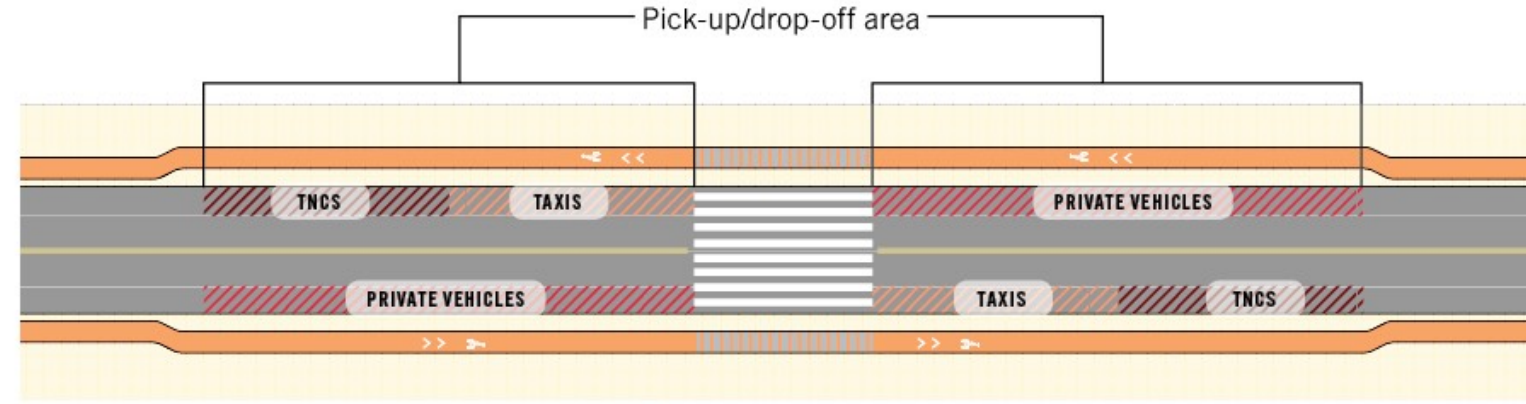 Pick-up/drop-off area
TNCS TAXIS PRIVATE VEHICLES
PRIVATE VEHICLES TAXIS TNCS